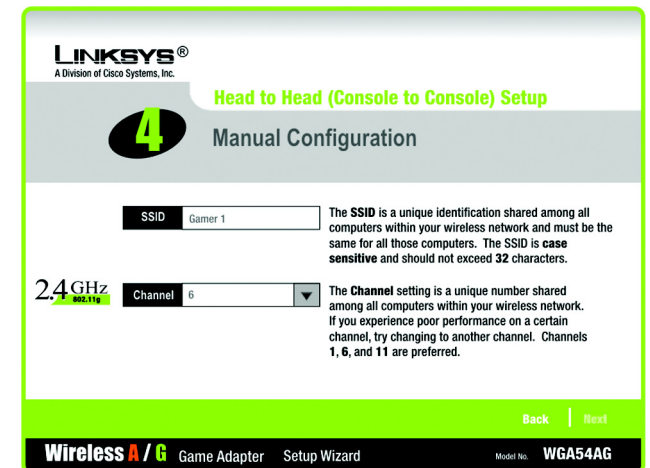 LINKSYS®
A Division of Cisco Systems, Inc.
Head to Head (Console to Console) Setup
4
Manual Configuration
SSID Gamer 1
The SSID is a unique identification shared among all
computers within your wireless network and must be the
same for all those computers. The SSID is case
sensitive and should not exceed 32 characters.
2.4 GHz
802.11g
Channel 6
The Channel setting is a unique number shared
among all computers within your wireless network.
If you experience poor performance on a certain
channel, try changing to another channel. Channels
1, 6, and 11 are preferred.
Back Next
Wireless A / G Game Adapter Setup Wizard Model No. WGA54AG